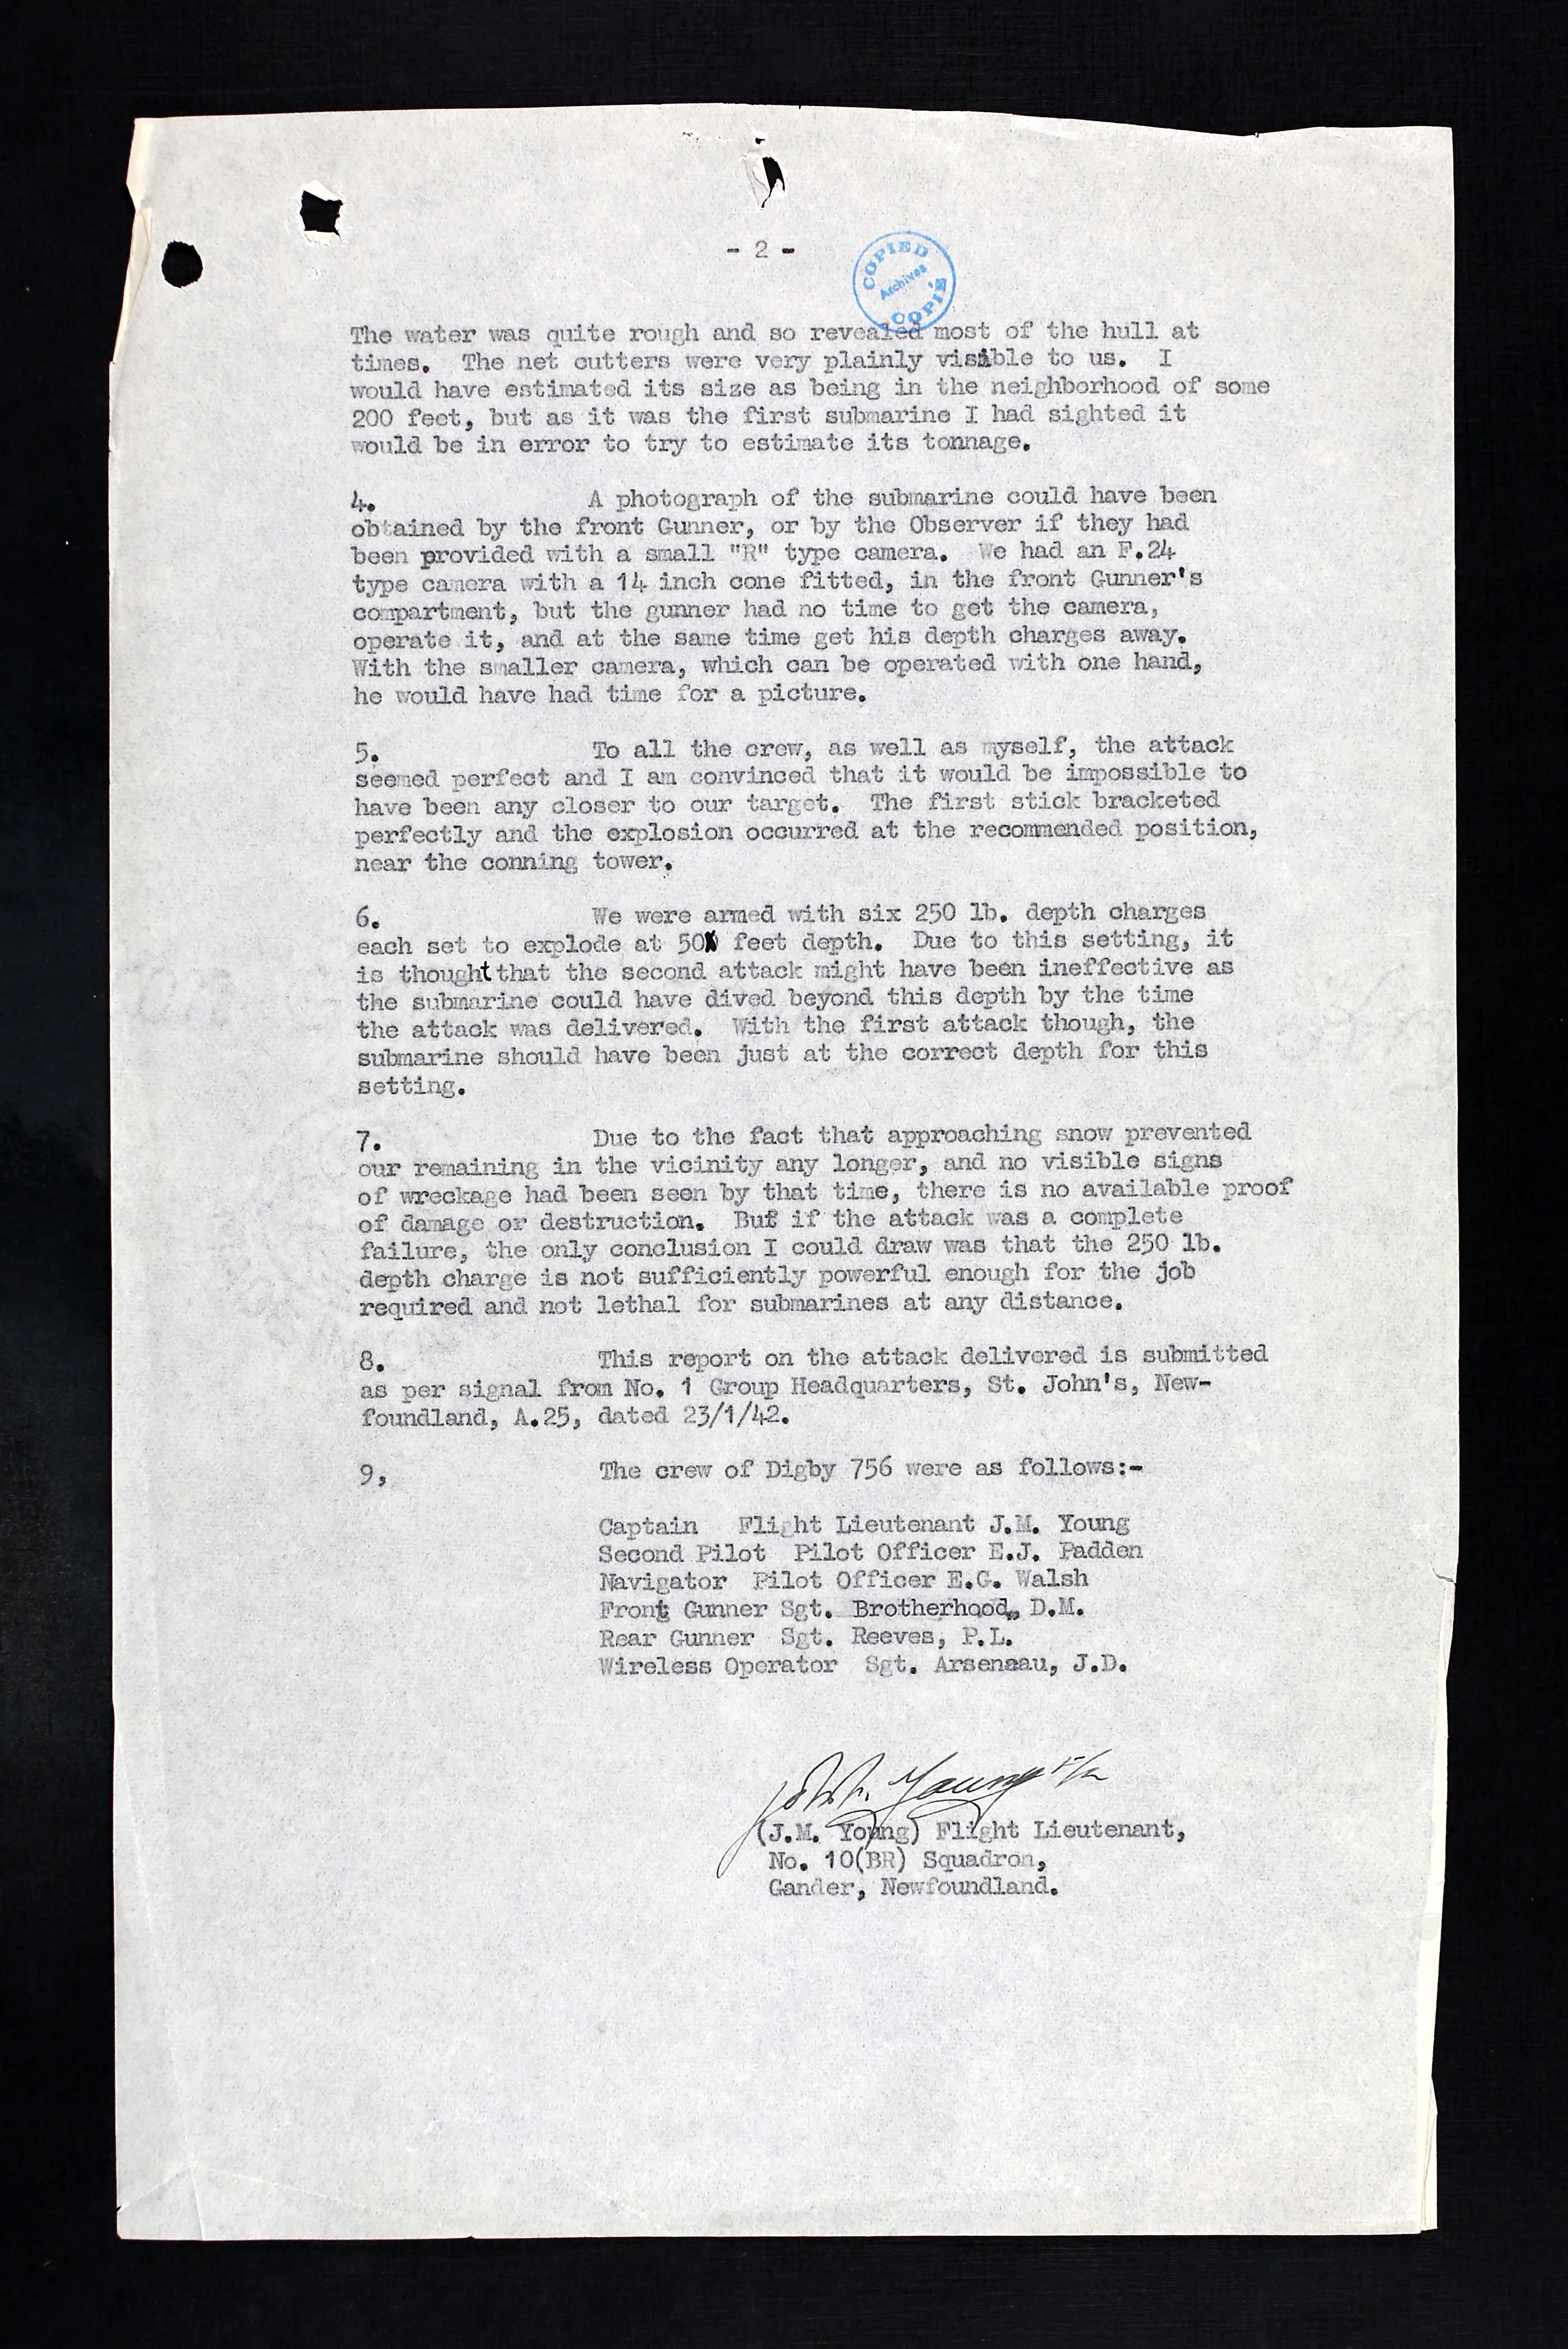 - 2 -
COPIED
Archives
COPIÉ
The water was quite rough and so revealed most of the hull at
times. The net cutters were very plainly visible to us. I
would have estimated its size as being in the neighborhood of some
200 feet, but as it was the first submarine I had sighted it
would be in error to try to estimate its tonnage.
4. A photograph of the submarine could have been
obtained by the front Gunner, or by the Observer if they had
been provided with a small "R" type camera. We had an F.24
type camera with a 14 inch cone fitted, in the front Gunner's
compartment, but the gunner had no time to get the camera,
operate it, and at the same time get his depth charges away.
With the smaller camera, which can be operated with one hand,
he would have had time for a picture.
5. To all the crew, as well as myself, the attack
seemed perfect and I am convinced that it would be impossible to
have been any closer to our target. The first stick bracketed
perfectly and the explosion occurred at the recommended position,
near the conning tower.
6. We were armed with six 250 lb. depth charges
each set to explode at 50 feet depth. Due to this setting, it
is thought that the second attack might have been ineffective as
the submarine could have dived beyond this depth by the time
the attack was delivered. With the first attack though, the
submarine should have been just at the correct depth for this
setting.
7. Due to the fact that approaching snow prevented
our remaining in the vicinity any longer, and no visible signs
of wreckage had been seen by that time, there is no available proof
of damage or destruction. But if the attack was a complete
failure, the only conclusion I could draw was that the 250 lb.
depth charge is not sufficiently powerful enough for the job
required and not lethal for submarines at any distance.
8. This report on the attack delivered is submitted
as per signal from No. 1 Group Headquarters, St. John's, New-
foundland, A.25, dated 23/1/42.
9, The crew of Digby 756 were as follows:-
Captain Flight Lieutenant J.M. Young
Second Pilot Pilot Officer E.J. Padden
Navigator Pilot Officer E.G. Walsh
Front Gunner Sgt. Brotherhood, D.M.
Rear Gunner Sgt. Reeves, P.L.
Wireless Operator Sgt. Arseneau, J.D.
Young F/L
(J.M. Young) Flight Lieutenant,
No. 10(BR) Squadron,
Gander, Newfoundland.